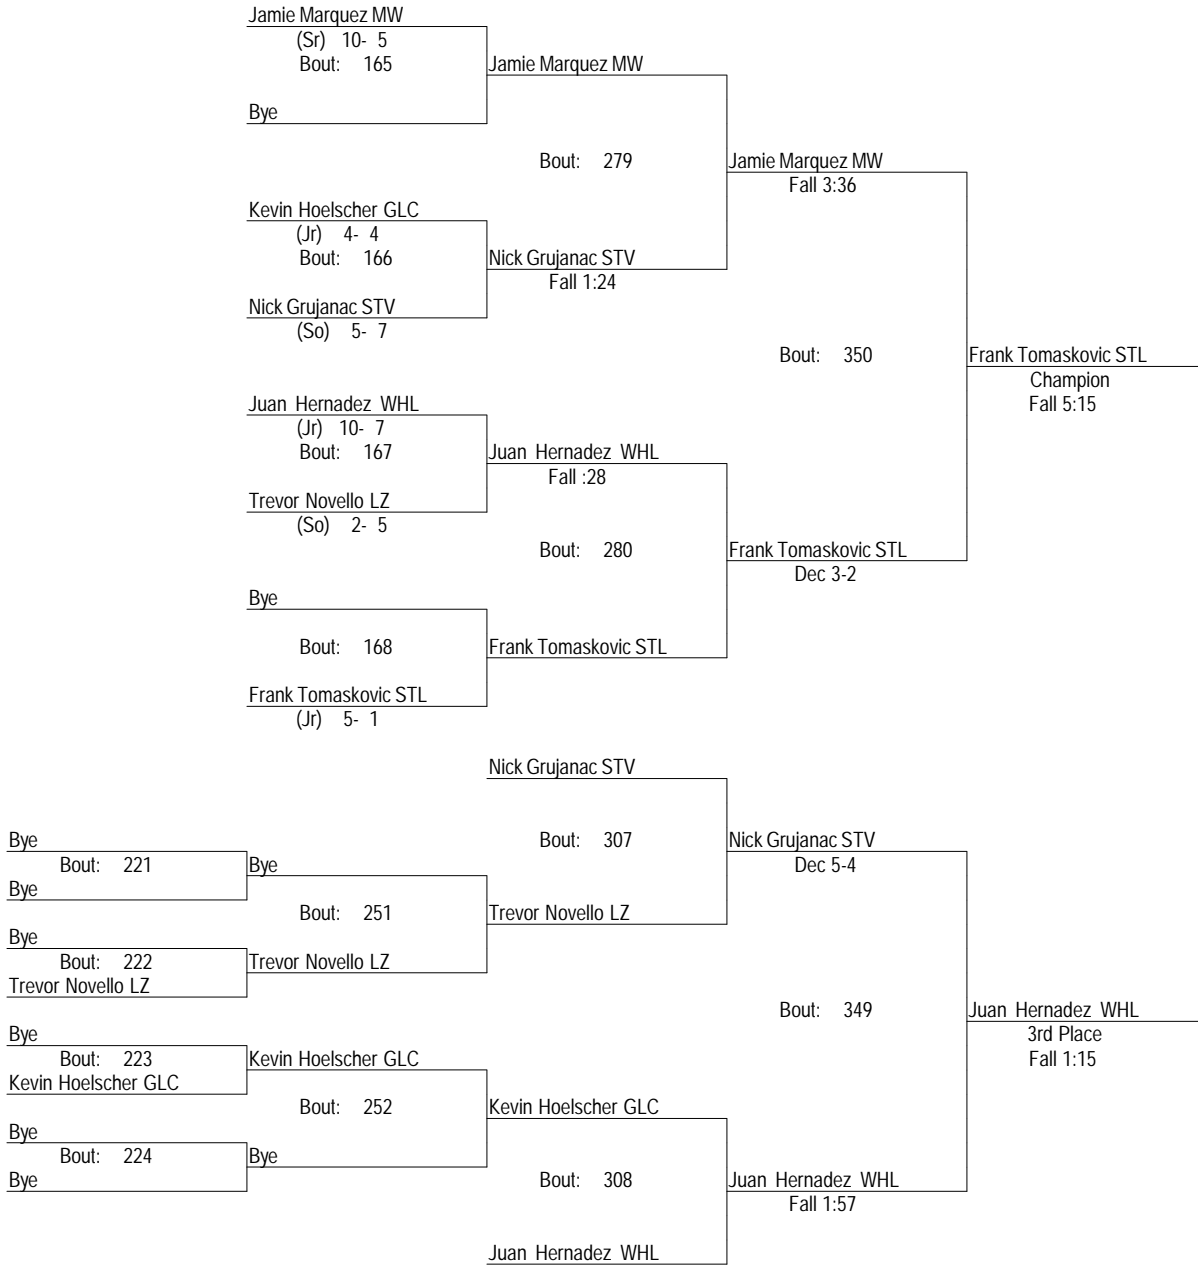 Jamie Marquez MW
(Sr) 10- 5
Bout: 165
Jamie Marquez MW
Bye
Bout: 279
Jamie Marquez MW
Fall 3:36
Kevin Hoelscher GLC
(Jr) 4- 4
Bout: 166
Nick Grujanac STV
Fall 1:24
Nick Grujanac STV
(So) 5- 7
Bout: 350
Frank Tomaskovic STL
Champion
Fall 5:15
Juan Hernadez WHL
(Jr) 10- 7
Bout: 167
Juan Hernadez WHL
Fall :28
Trevor Novello LZ
(So) 2- 5
Bout: 280
Frank Tomaskovic STL
Dec 3-2
Bye
Bout: 168
Frank Tomaskovic STL
Frank Tomaskovic STL
(Jr) 5- 1
Nick Grujanac STV
Bye
Bout: 307
Nick Grujanac STV
Dec 5-4
Bout: 221
Bye
Bye
Bout: 251
Trevor Novello LZ
Bye
Bout: 222
Trevor Novello LZ
Trevor Novello LZ
Bout: 349
Juan Hernadez WHL
3rd Place
Fall 1:15
Bye
Bout: 223
Kevin Hoelscher GLC
Kevin Hoelscher GLC
Bout: 252
Kevin Hoelscher GLC
Bye
Bout: 224
Bye
Bye
Bout: 308
Juan Hernadez WHL
Fall 1:57
Juan Hernadez WHL